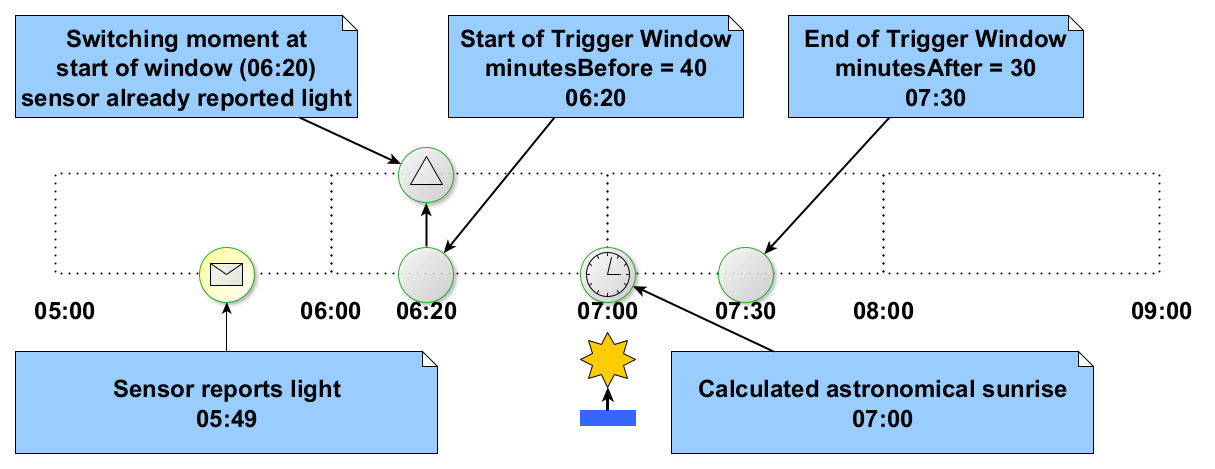 Switching moment at
start of window (06:20)
sensor already reported light
Start of Trigger Window
minutesBefore = 40
06:20
End of Trigger Window
minutesAfter = 30
07:30
05:00
06:00
06:20
07:00
07:30
08:00
09:00
Sensor reports light
05:49
Calculated astronomical sunrise
07:00